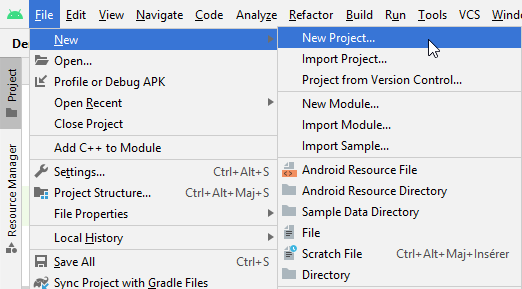 File Edit View Navigate Code Analyze Refactor Build Run Tools VCS
De
Project
Resource Manager
New
Open...
Profile or Debug APK
Open Recent
Close Project
Add C++ to Module
Settings... Ctrl+Alt+S
Project Structure... Ctrl+Alt+Maj+S
File Properties
Local History
Save All Ctrl+S
Sync Project with Gradle Files
New Project...
Import Project...
Project from Version Control...
New Module...
Import Module...
Import Sample...
Android Resource File
Android Resource Directory
Sample Data Directory
File
Scratch File Ctrl+Alt+Maj+Insérer
Directory